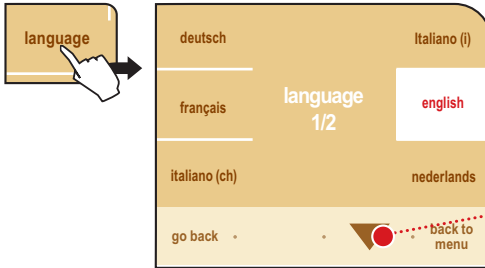 language
deutsch
Italiano (i)
language
1/2
français
english
italiano (ch)
nederlands
go back
back to
menu